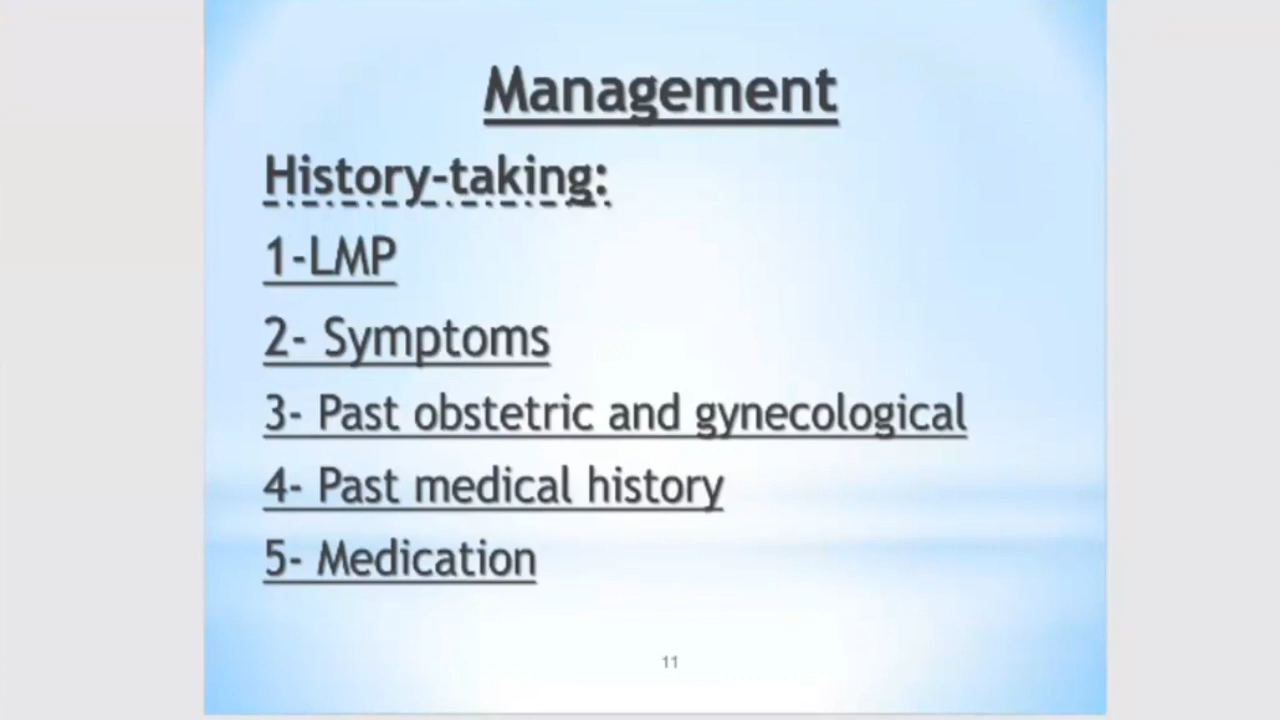 Management
History-taking:
1-LMP
2- Symptoms
3- Past obstetric and gynecological
4- Past medical history
5- Medication
11